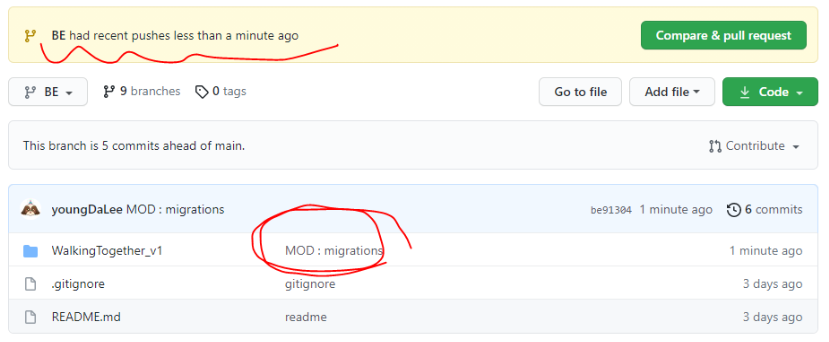 BE had recent pushes less than a minute ago
Compare & pull request
BE 9 branches 0 tags Go to file Add file Code
This branch is 5 commits ahead of main. Contribute
youngDaLee MOD : migrations be91304 1 minute ago 6 commits
WalkingTogether_v1 MOD : migrations 1 minute ago
.gitignore gitignore 3 days ago
README.md readme 3 days ago